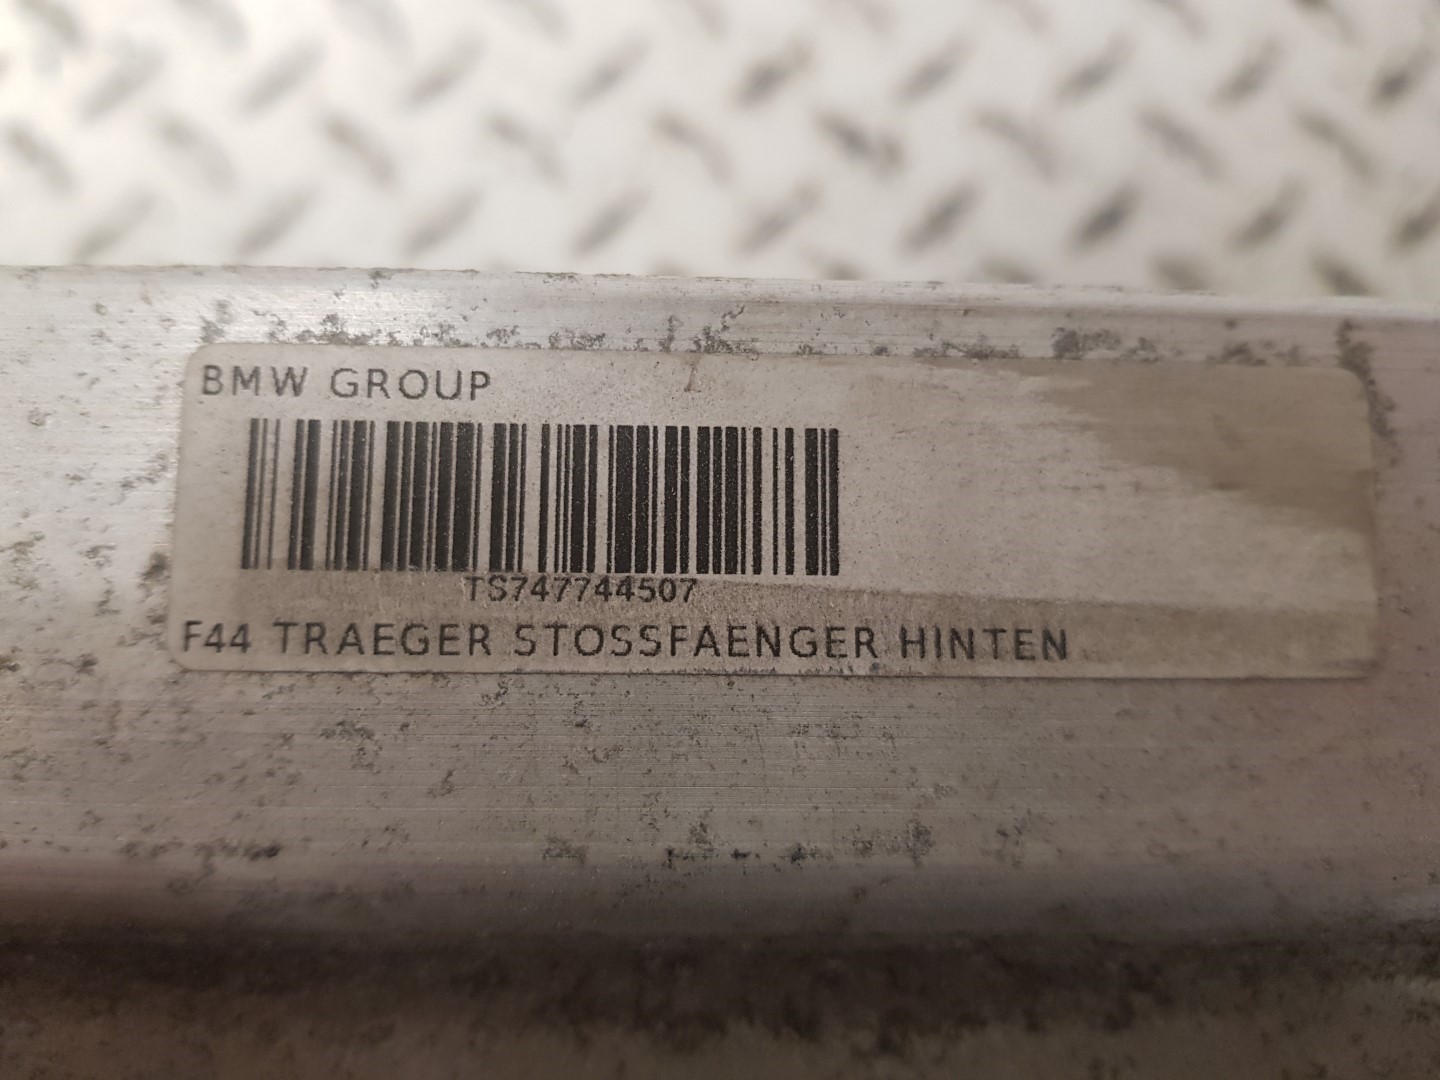 BMW GROUP
TS747744507
F44 TRAEGER STOSSFAENGER HINTEN